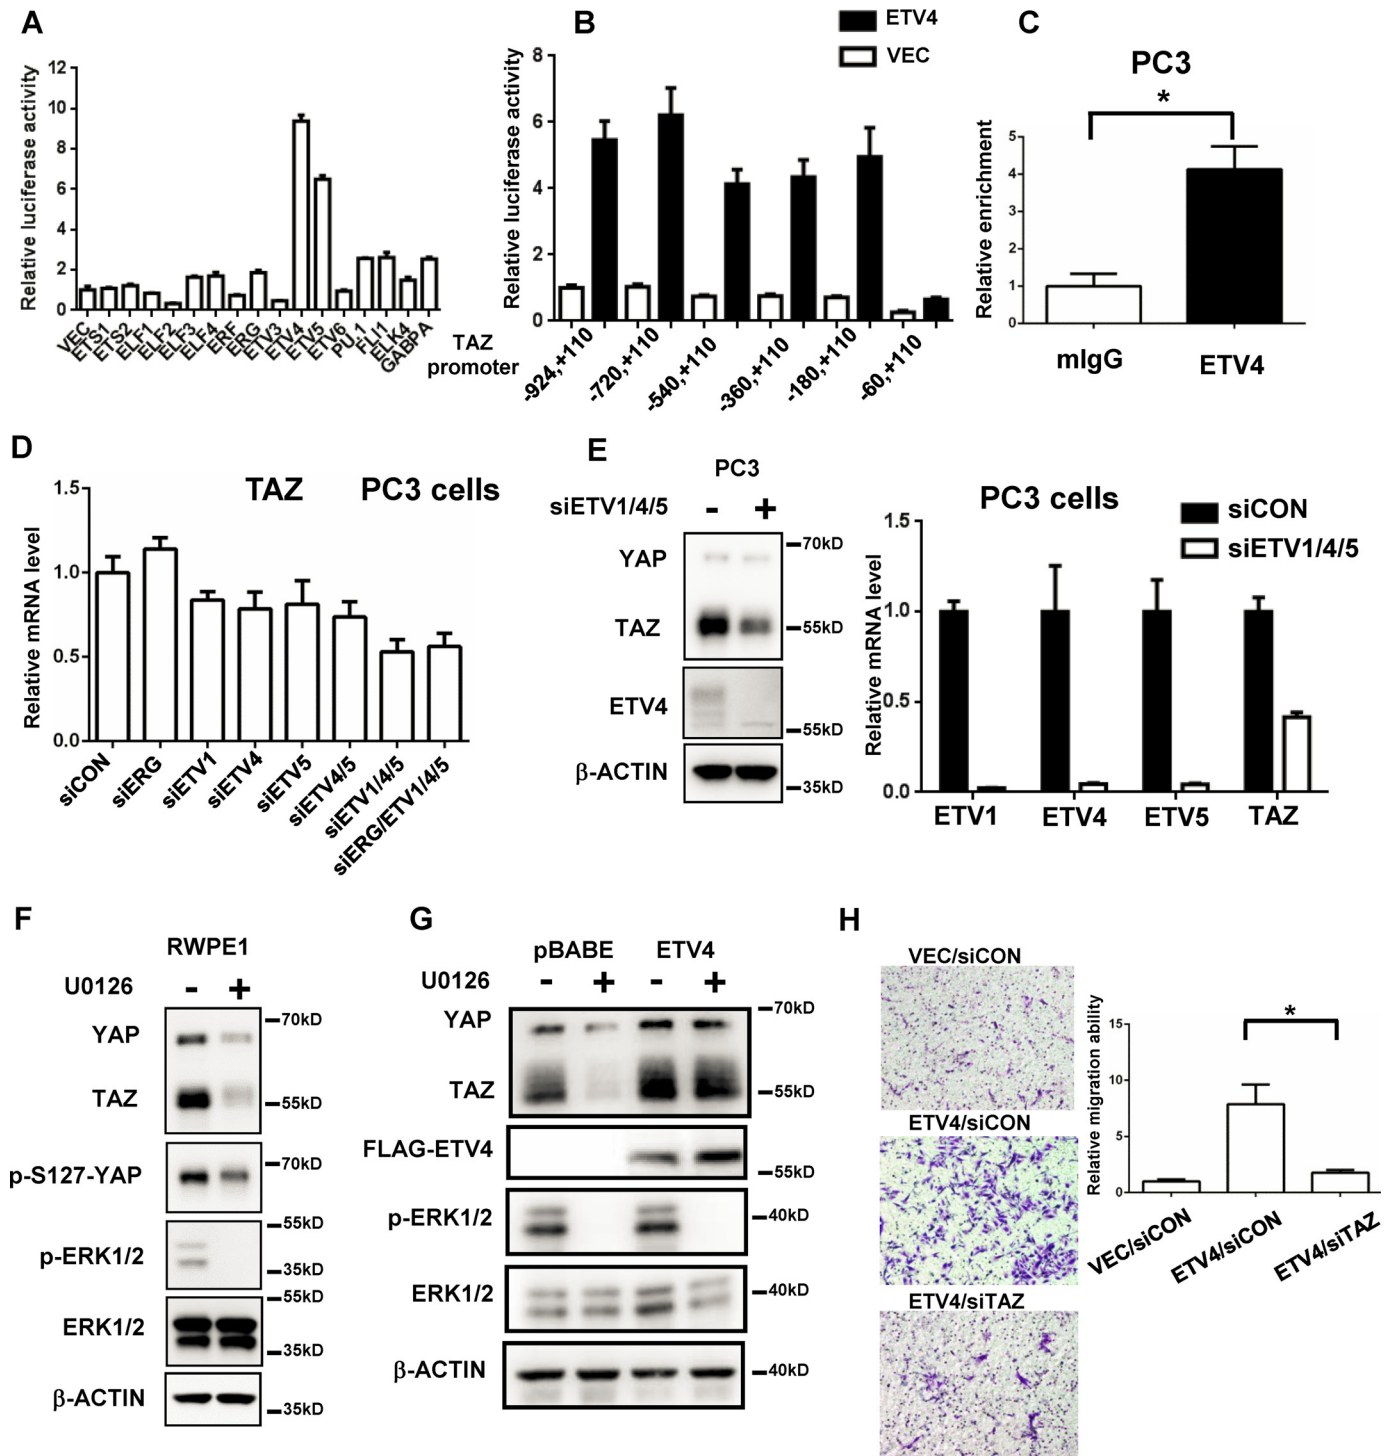 A
Relative luciferase activity
12
10
8
6
4
2
0
VEC
ETS1
ETS2
ELF1
ELF2
ELF3
ELF4
ERF
ERG
ETV3
ETV4
ETV5
ETV6
PU.1
FLI1
ELK4
GABPA
B
ETV4
VEC
Relative luciferase activity
8
6
4
2
0
TAZ
promoter
-924,+110
-720,+110
-540,+110
-360,+110
-180,+110
-60,+110
C
PC3
*
Relative enrichment
5
4
3
2
1
0
mIgG
ETV4
D
TAZ PC3 cells
Relative mRNA level
1.5
1.0
0.5
0.0
siCON
siERG
siETV1
siETV4
siETV5
siETV4/5
siETV1/4/5
siERG/ETV1/4/5
E
PC3
siETV1/4/5 - +
YAP
70kD
TAZ
55kD
ETV4
55kD
β-ACTIN
35kD
PC3 cells
siCON
siETV1/4/5
Relative mRNA level
1.5
1.0
0.5
0.0
ETV1 ETV4 ETV5 TAZ
F
RWPE1
U0126 - +
YAP
70kD
TAZ
55kD
p-S127-YAP
70kD
p-ERK1/2
55kD
35kD
ERK1/2
55kD
35kD
β-ACTIN
35kD
G
pBABE ETV4
U0126 - + - +
YAP
70kD
TAZ
55kD
FLAG-ETV4
55kD
p-ERK1/2
40kD
ERK1/2
40kD
β-ACTIN
40kD
H
VEC/siCON
ETV4/siCON
ETV4/siTAZ
Relative migration ability
15
10
5
0
*
VEC/siCON
ETV4/siCON
ETV4/siTAZ